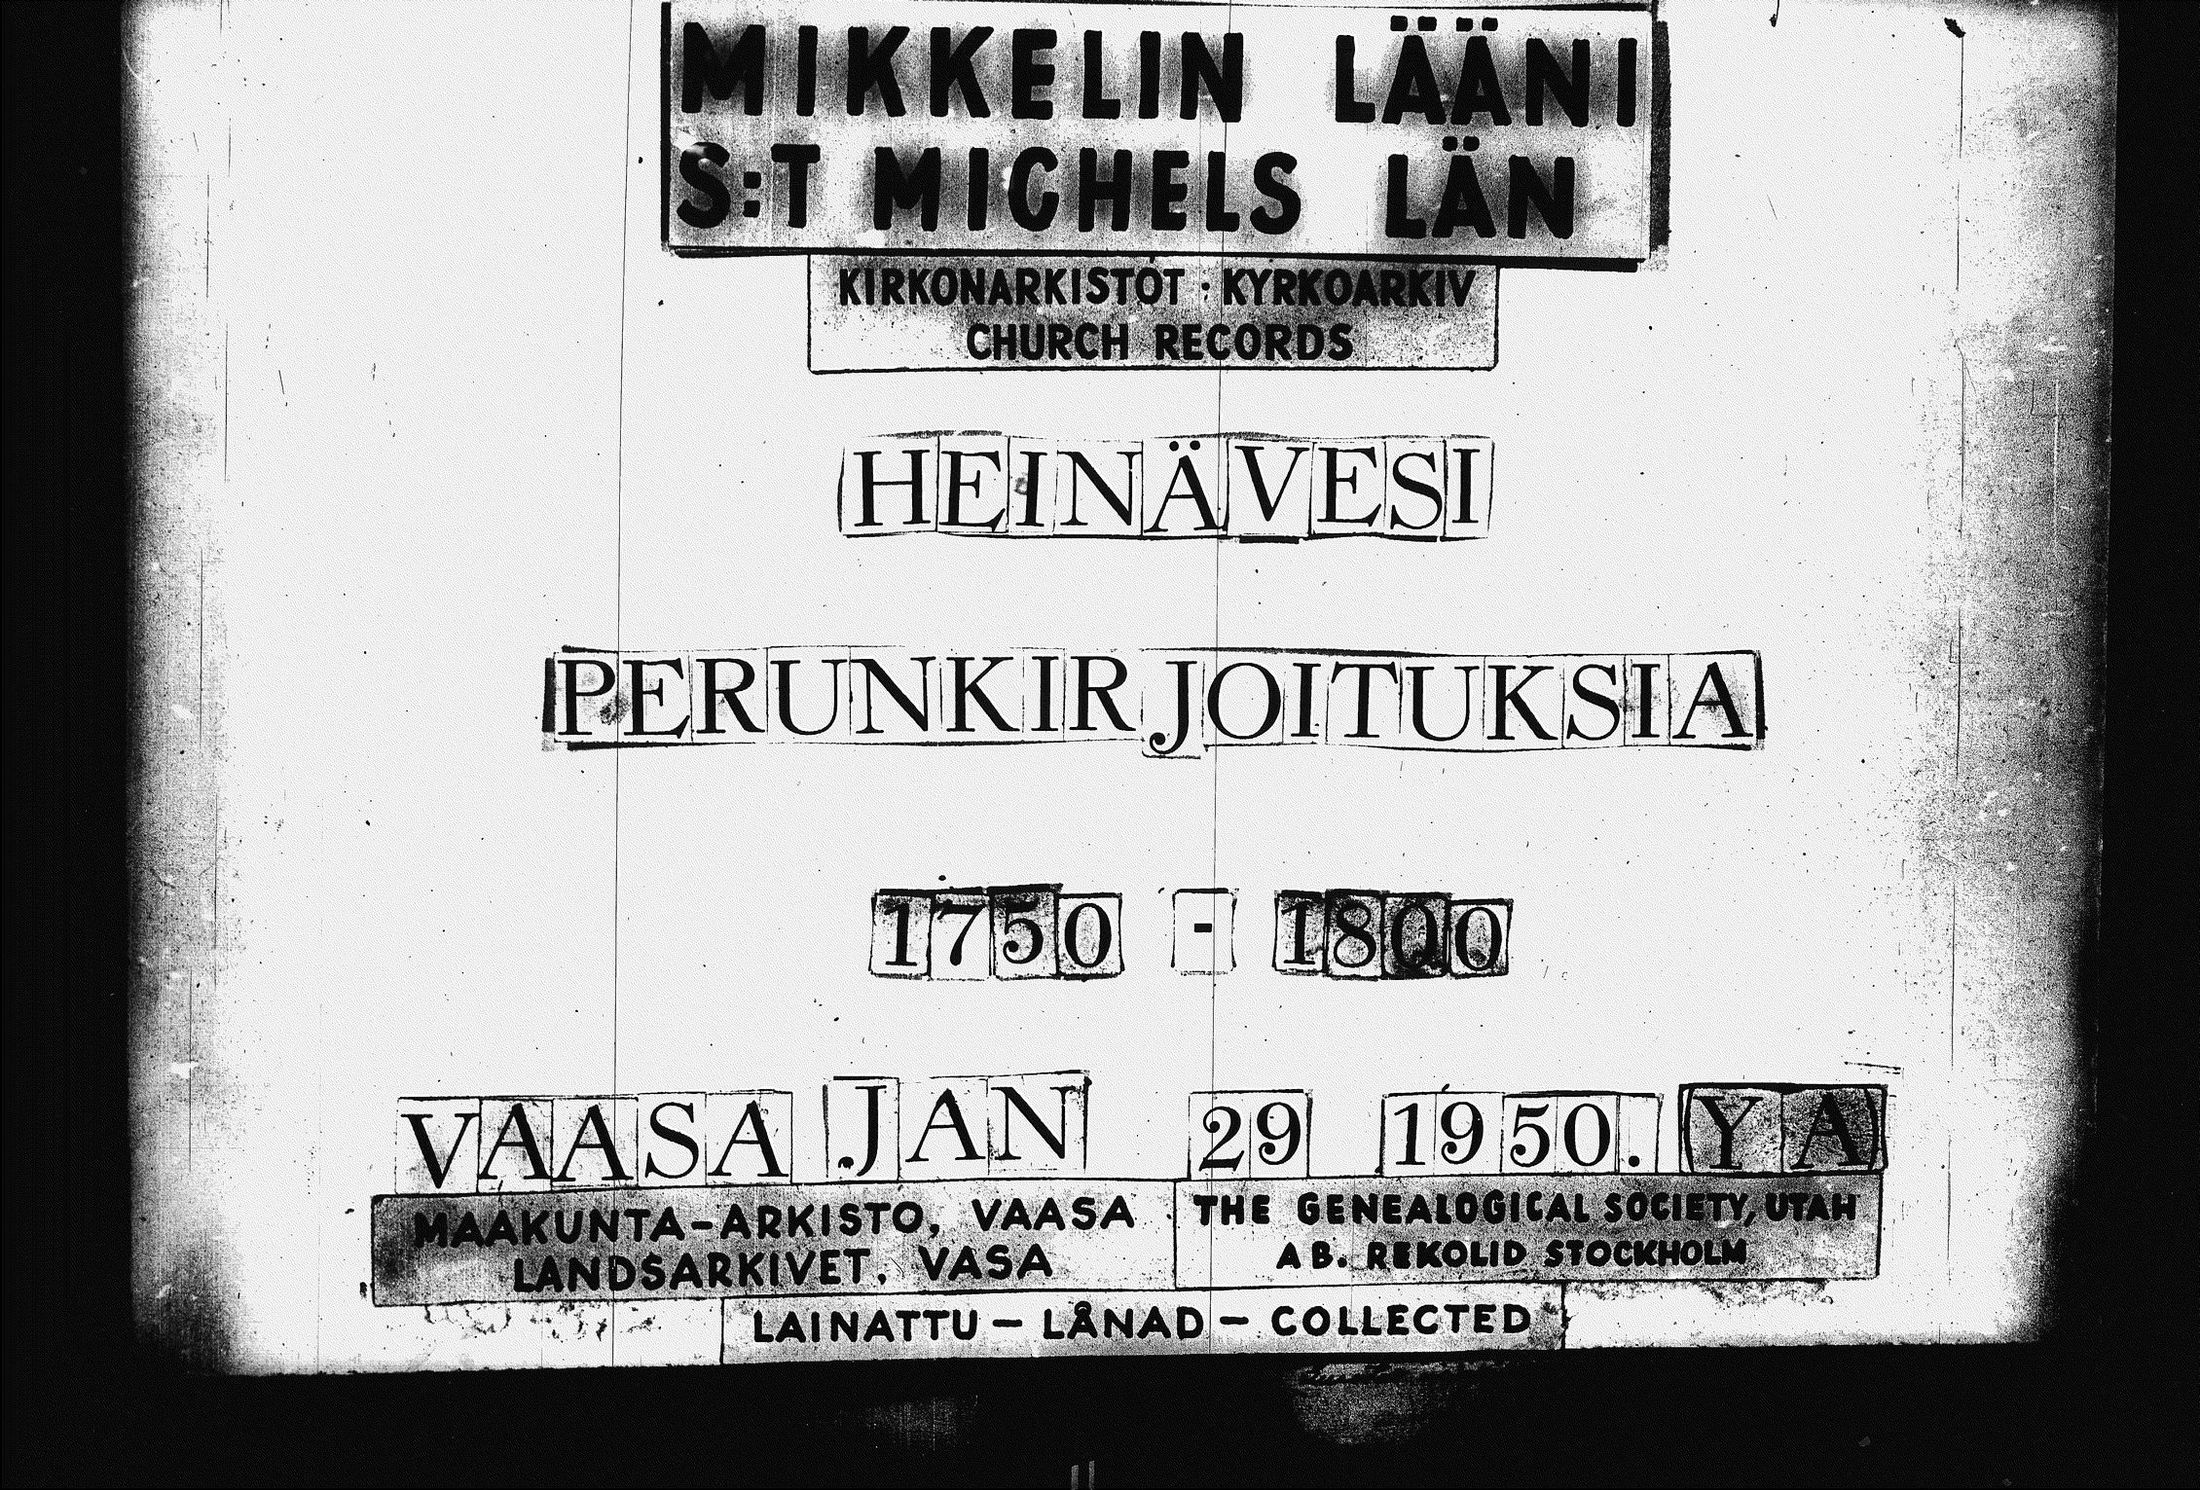 MIKKELIN LÄÄNI
S:T MICHELS LÄN
KIRKONARKISTOT · KYRKOARKIV
CHURCH RECORDS
HEINÄVESI
PERUNKIRJOITUKSIA
1750 - 1800
VAASA JAN 29 1950. YA
MAAKUNTA-ARKISTO, VAASA
LANDSARKIVET, VASA
THE GENEALOGICAL SOCIETY, UTAH
AB. REKOLID STOCKHOLM
LAINATTU — LÅNAD — COLLECTED